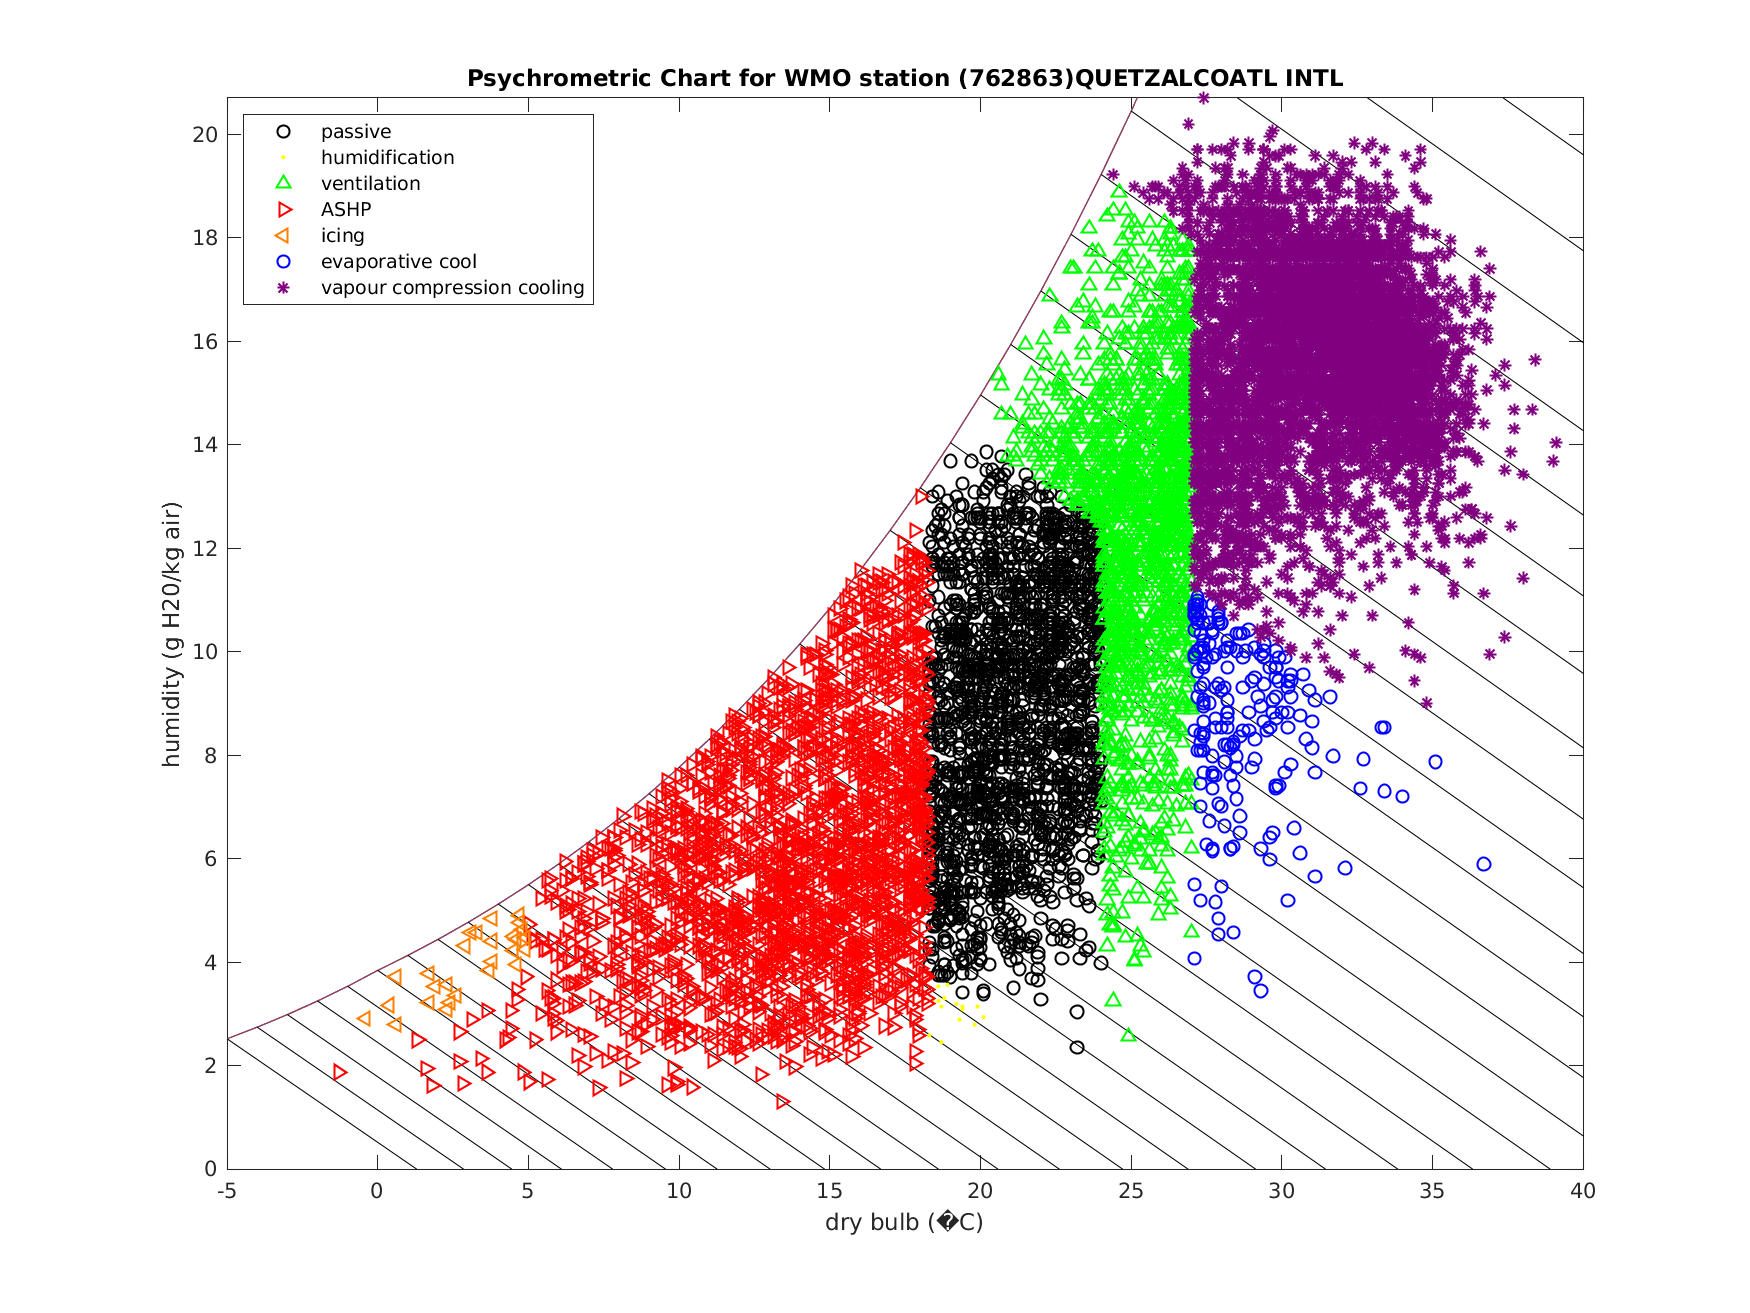 Psychrometric Chart for WMO station (762863)QUETZALCOATL INTL
passive
humidification
ventilation
ASHP
icing
evaporative cool
vapour compression cooling
humidity (g H20/kg air)
20
18
16
14
12
10
8
6
4
2
0
-5 0 5 10 15 20 25 30 35 40
dry bulb (�C)